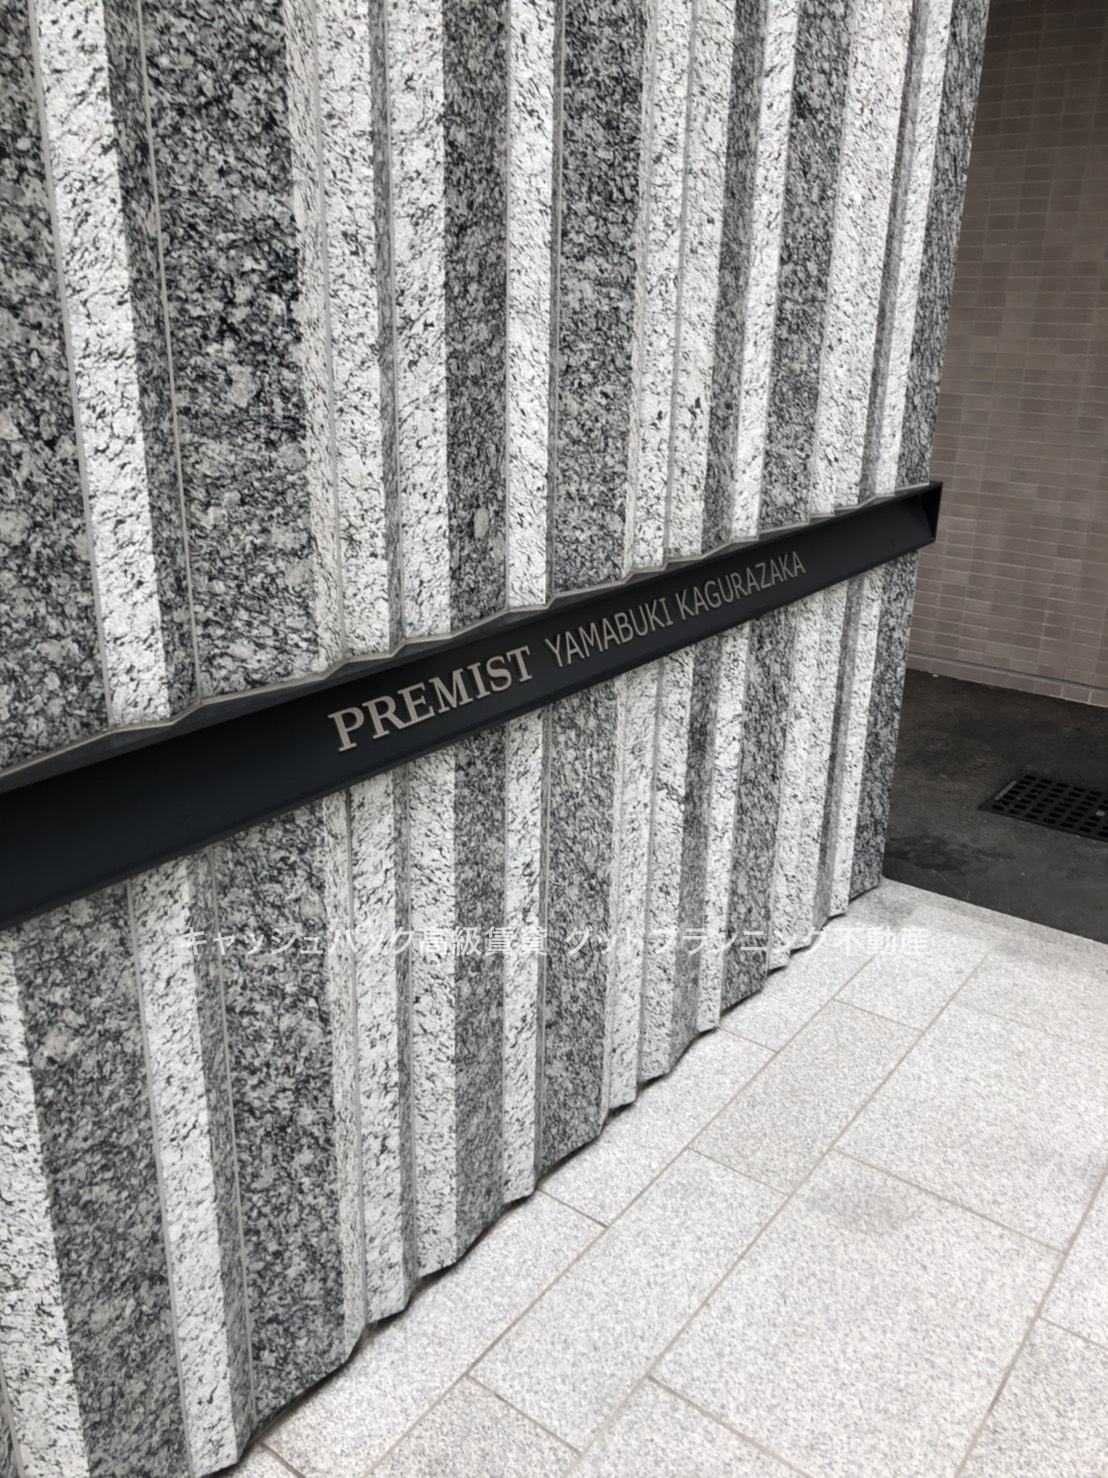 PREMIST YAMABUKI KAGURAZAKA
キャッシュバック高級賃貸 グットプランニング不動産